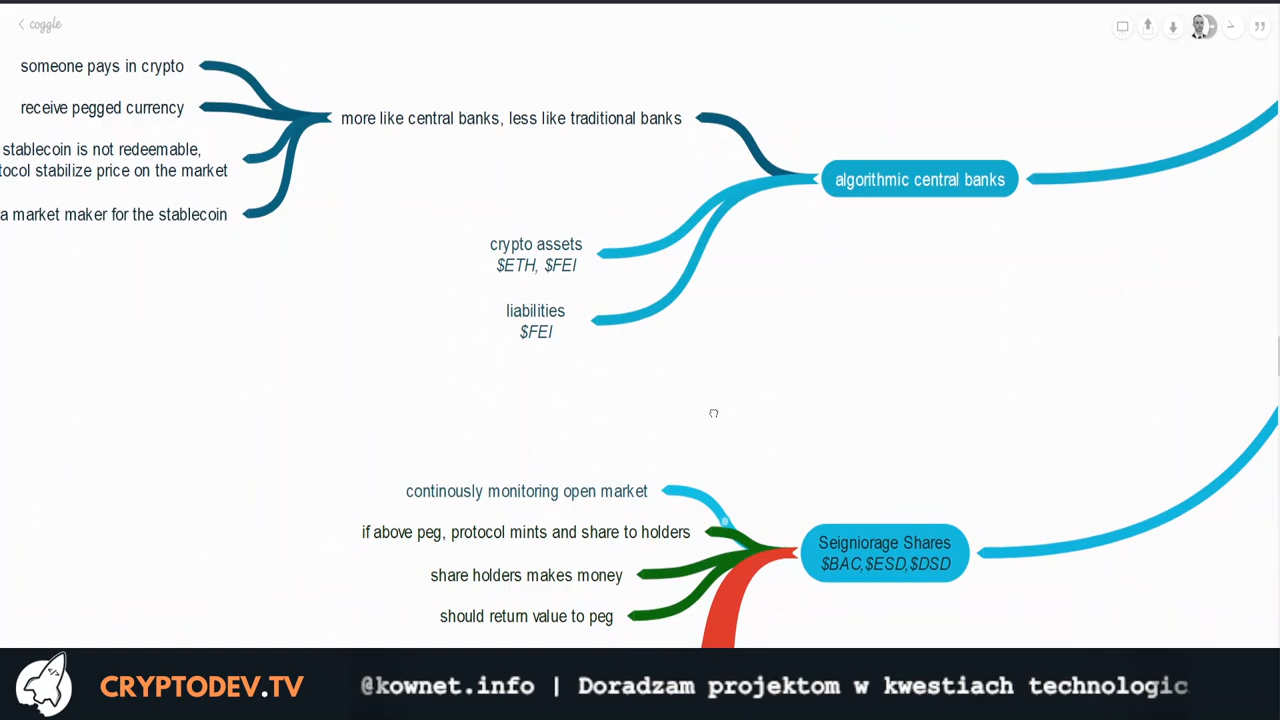 coggle
someone pays in crypto
receive pegged currency
stablecoin is not redeemable,
tocol stabilize price on the market
a market maker for the stablecoin
more like central banks, less like traditional banks
algorithmic central banks
crypto assets
$ETH, $FEI
liabilities
$FEI
continously monitoring open market
if above peg, protocol mints and share to holders
share holders makes money
should return value to peg
Seigniorage Shares
$BAC,$ESD,$DSD
CRYPTODEV.TV
@kownet.info | Doradzam projektom w kwestiach technologic